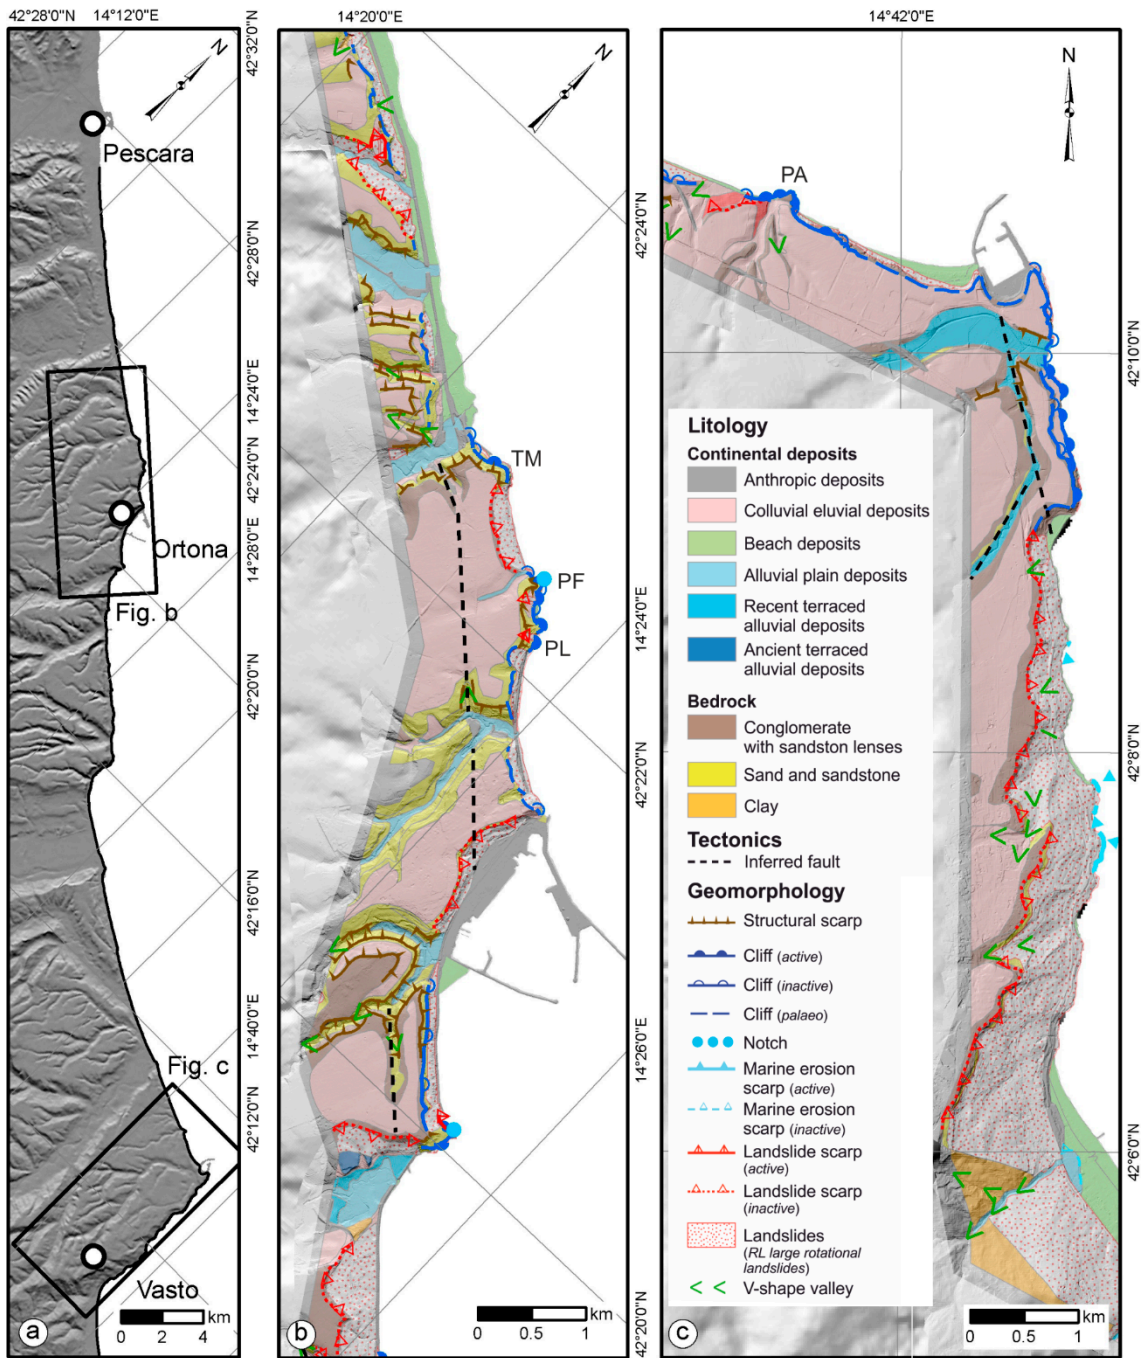 42°28'0"N
14°12'0"E
42°32'0"N
N
Pescara
42°28'0"N
14°24'0"E
42°24'0"N
Ortona
14°28'0"E
Fig. b
42°20'0"N
42°16'0"N
14°40'0"E
Fig. c
42°12'0"N
Vasto
km
0 2 4
a
14°20'0"E
N
42°24'0"N
TM
PF
14°24'0"E
PL
42°22'0"N
14°26'0"E
42°20'0"N
km
0 0.5 1
b
14°42'0"E
N
PA
42°10'0"N
42°8'0"N
42°6'0"N
Litology
Continental deposits
Anthropic deposits
Colluvial eluvial deposits
Beach deposits
Alluvial plain deposits
Recent terraced
alluvial deposits
Ancient terraced
alluvial deposits
Bedrock
Conglomerate
with sandston lenses
Sand and sandstone
Clay
Tectonics
Inferred fault
Geomorphology
Structural scarp
Cliff (active)
Cliff (inactive)
Cliff (palaeo)
Notch
Marine erosion
scarp (active)
Marine erosion
scarp (inactive)
Landslide scarp
(active)
Landslide scarp
(inactive)
Landslides
(RL large rotational
landslides)
V-shape valley
km
0 0.5 1
c